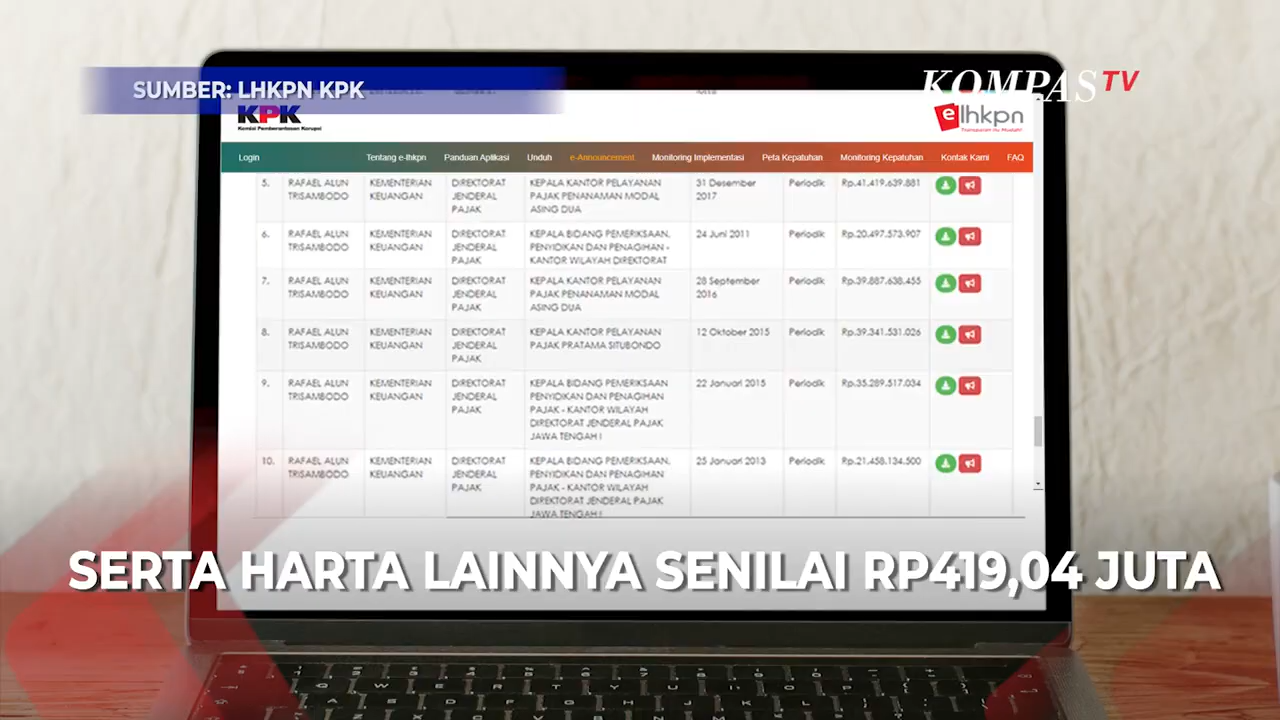 SUMBER: LHKPN KPK
KOMPAS TV
KPK
Komisi Pemberantasan Korupsi
elhkpn
Transparan itu Mudah!
Login Tentang e-lhkpn Panduan Aplikasi Unduh e-Announcement Monitoring Implementasi Peta Kepatuhan Monitoring Kepatuhan Kontak Kami FAQ
5. RAFAEL ALUN KEMENTERIAN DIREKTORAT KEPALA KANTOR PELAYANAN 31 Desember Periodik Rp.41.419.639.881
TRISAMBODO KEUANGAN JENDERAL PAJAK PENANAMAN MODAL 2017
PAJAK ASING DUA
6. RAFAEL ALUN KEMENTERIAN DIREKTORAT KEPALA BIDANG PEMERIKSAAN, 24 Juni 2011 Periodik Rp.20.497.573.907
TRISAMBODO KEUANGAN JENDERAL PENYIDIKAN DAN PENAGIHAN -
PAJAK KANTOR WILAYAH DIREKTORAT
7. RAFAEL ALUN KEMENTERIAN DIREKTORAT KEPALA KANTOR PELAYANAN 28 September Periodik Rp.39.887.638.455
TRISAMBODO KEUANGAN JENDERAL PAJAK PENANAMAN MODAL 2016
PAJAK ASING DUA
8. RAFAEL ALUN KEMENTERIAN DIREKTORAT KEPALA KANTOR PELAYANAN 12 Oktober 2015 Periodik Rp.39.341.531.026
TRISAMBODO KEUANGAN JENDERAL PAJAK PRATAMA SITUBONDO
PAJAK
9. RAFAEL ALUN KEMENTERIAN DIREKTORAT KEPALA BIDANG PEMERIKSAAN 22 Januari 2015 Periodik Rp.35.289.517.034
TRISAMBODO KEUANGAN JENDERAL PENYIDIKAN DAN PENAGIHAN
PAJAK PAJAK - KANTOR WILAYAH
DIREKTORAT JENDERAL PAJAK
JAWA TENGAH I
10. RAFAEL ALUN KEMENTERIAN DIREKTORAT KEPALA BIDANG PEMERIKSAAN, 25 Januari 2013 Periodik Rp.21.458.134.500
TRISAMBODO KEUANGAN JENDERAL PENYIDIKAN DAN PENAGIHAN
PAJAK PAJAK - KANTOR WILAYAH
DIREKTORAT JENDERAL PAJAK
JAWA TENGAH I
SERTA HARTA LAINNYA SENILAI RP419,04 JUTA